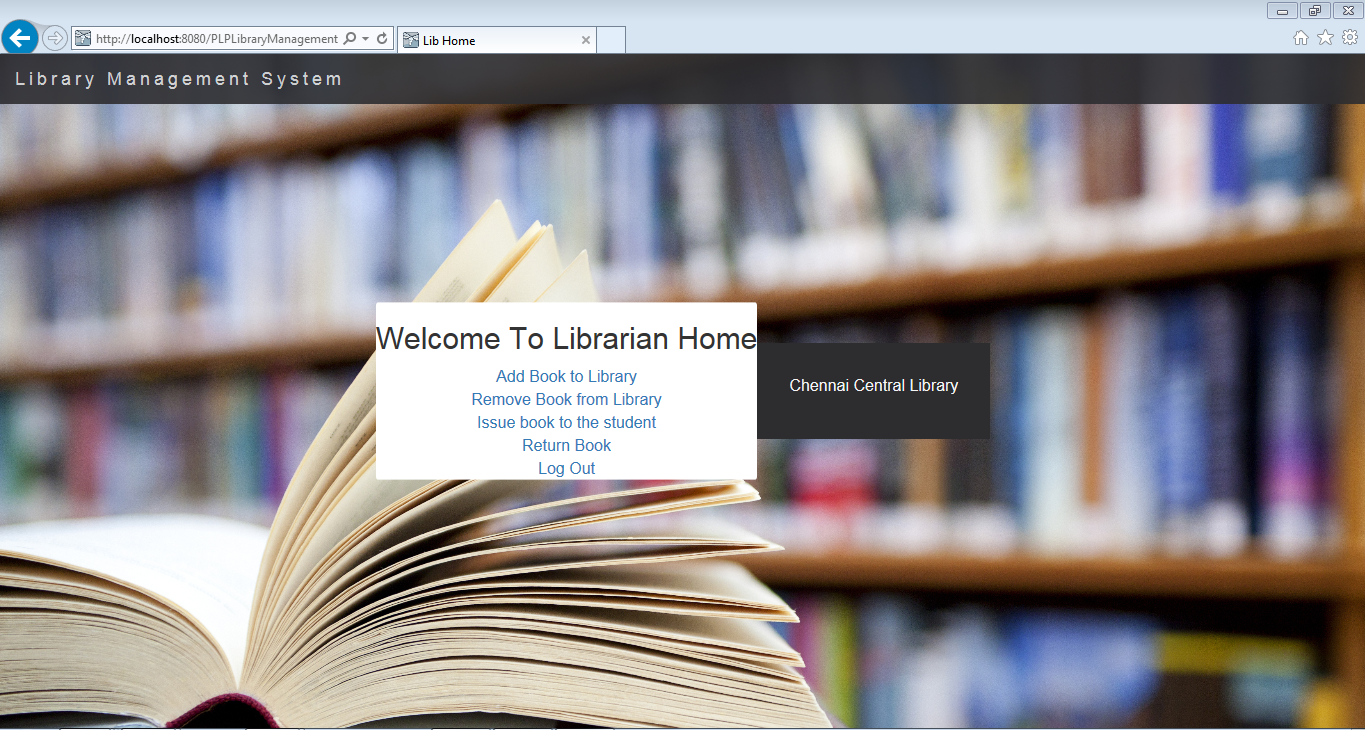 http://localhost:8080/PLPLibraryManagement
Lib Home
Library Management System
Welcome To Librarian Home
Add Book to Library
Remove Book from Library
Issue book to the student
Return Book
Log Out
Chennai Central Library